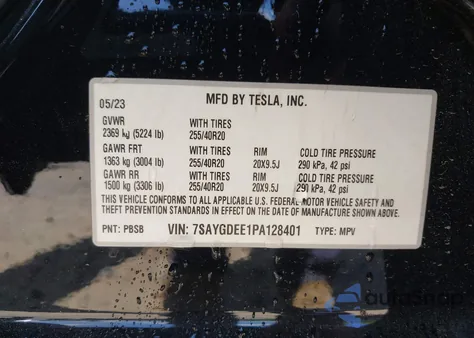 05/23 MFD BY TESLA, INC.
GVWR WITH TIRES
2369 kg (5224 lb) 255/40R20
GAWR FRT WITH TIRES RIM COLD TIRE PRESSURE
1363 kg (3004 lb) 255/40R20 20X9.5J 290 kPa, 42 psi
GAWR RR WITH TIRES RIM COLD TIRE PRESSURE
1500 kg (3306 lb) 255/40R20 20X9.5J 290 kPa, 42 psi
THIS VEHICLE CONFORMS TO ALL APPLICABLE U.S. FEDERAL MOTOR VEHICLE SAFETY AND
THEFT PREVENTION STANDARDS IN EFFECT ON THE DATE OF MANUFACTURE SHOWN ABOVE.
PNT: PBSB VIN: 7SAYGDEE1PA128401 TYPE: MPV
autoSnap